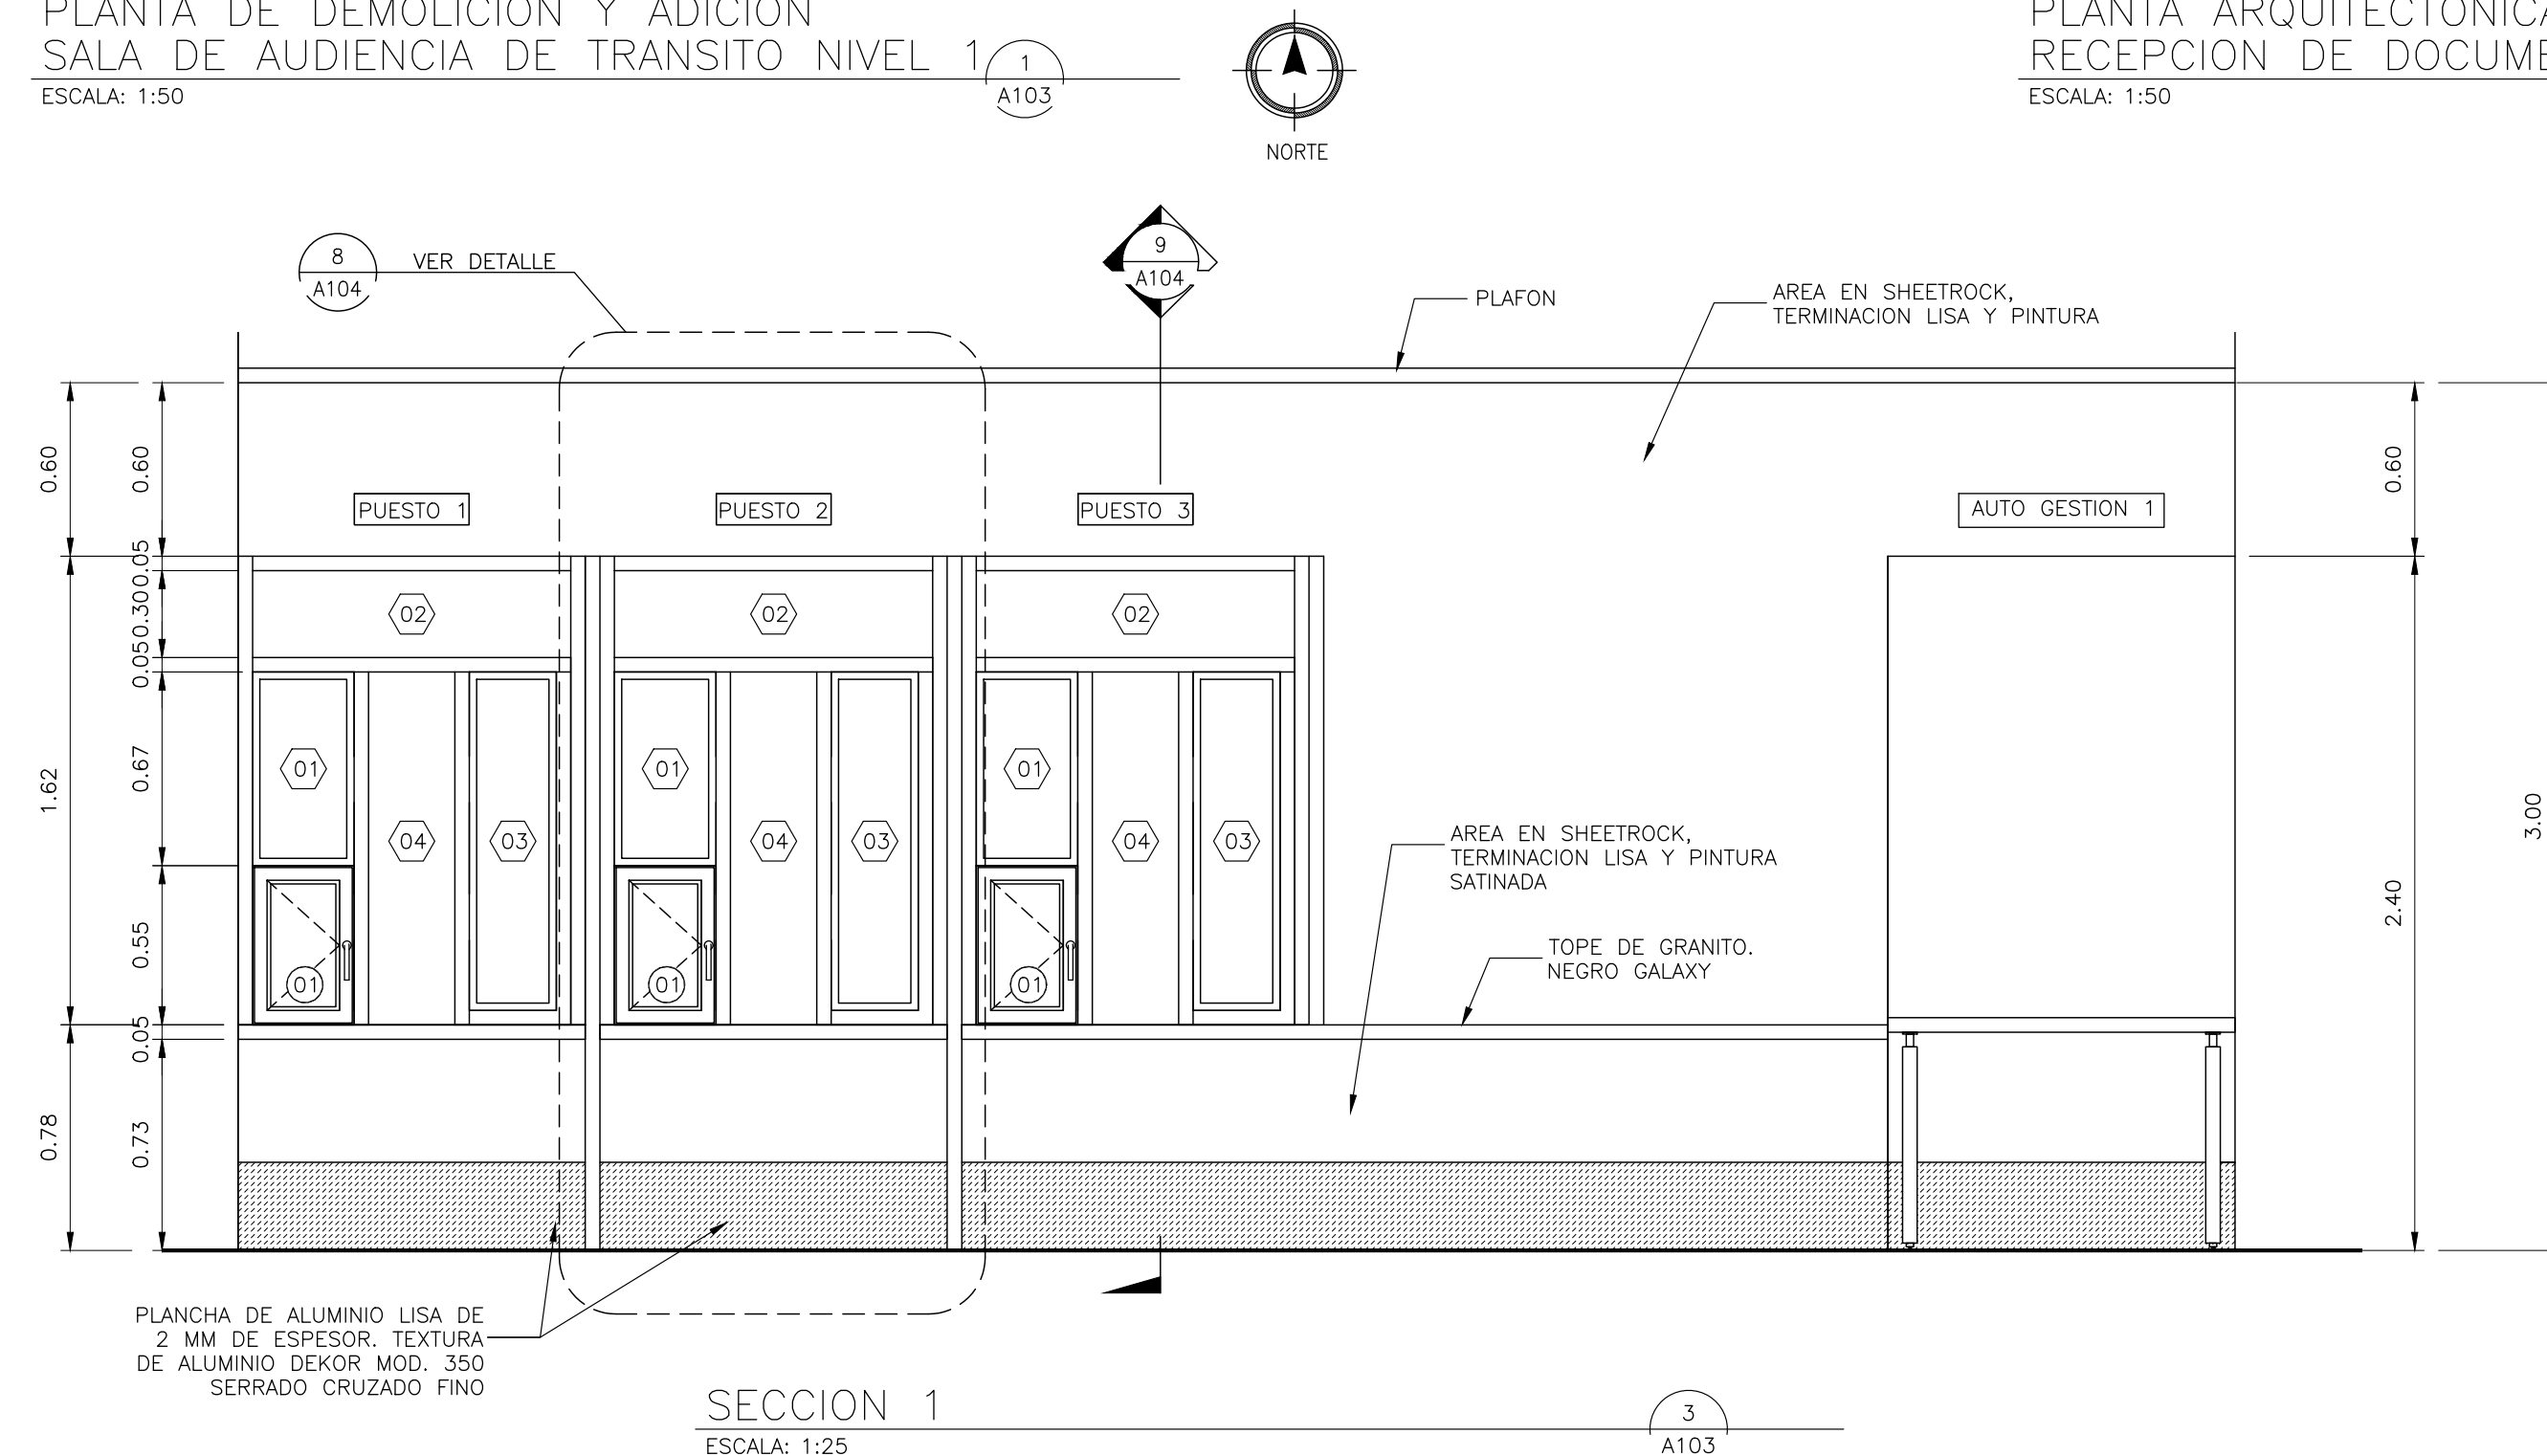 PLANTA DE DEMOLICION Y ADICION
SALA DE AUDIENCIA DE TRANSITO NIVEL 1
1
A103
ESCALA: 1:50
NORTE
PLANTA ARQUITECTONICA
RECEPCION DE DOCUME
ESCALA: 1:50
8
A104
VER DETALLE
9
A104
PLAFON
AREA EN SHEETROCK,
TERMINACION LISA Y PINTURA
0.60
0.60
0.60
PUESTO 1
PUESTO 2
PUESTO 3
AUTO GESTION 1
0.05
0.30
0.05
02
02
02
0.67
1.62
01
01
01
3.00
04
03
04
03
04
03
AREA EN SHEETROCK,
TERMINACION LISA Y PINTURA
SATINADA
2.40
0.55
TOPE DE GRANITO.
NEGRO GALAXY
01
01
01
0.05
0.78
0.73
PLANCHA DE ALUMINIO LISA DE
2 MM DE ESPESOR. TEXTURA
DE ALUMINIO DEKOR MOD. 350
SERRADO CRUZADO FINO
SECCION 1
3
A103
ESCALA: 1:25